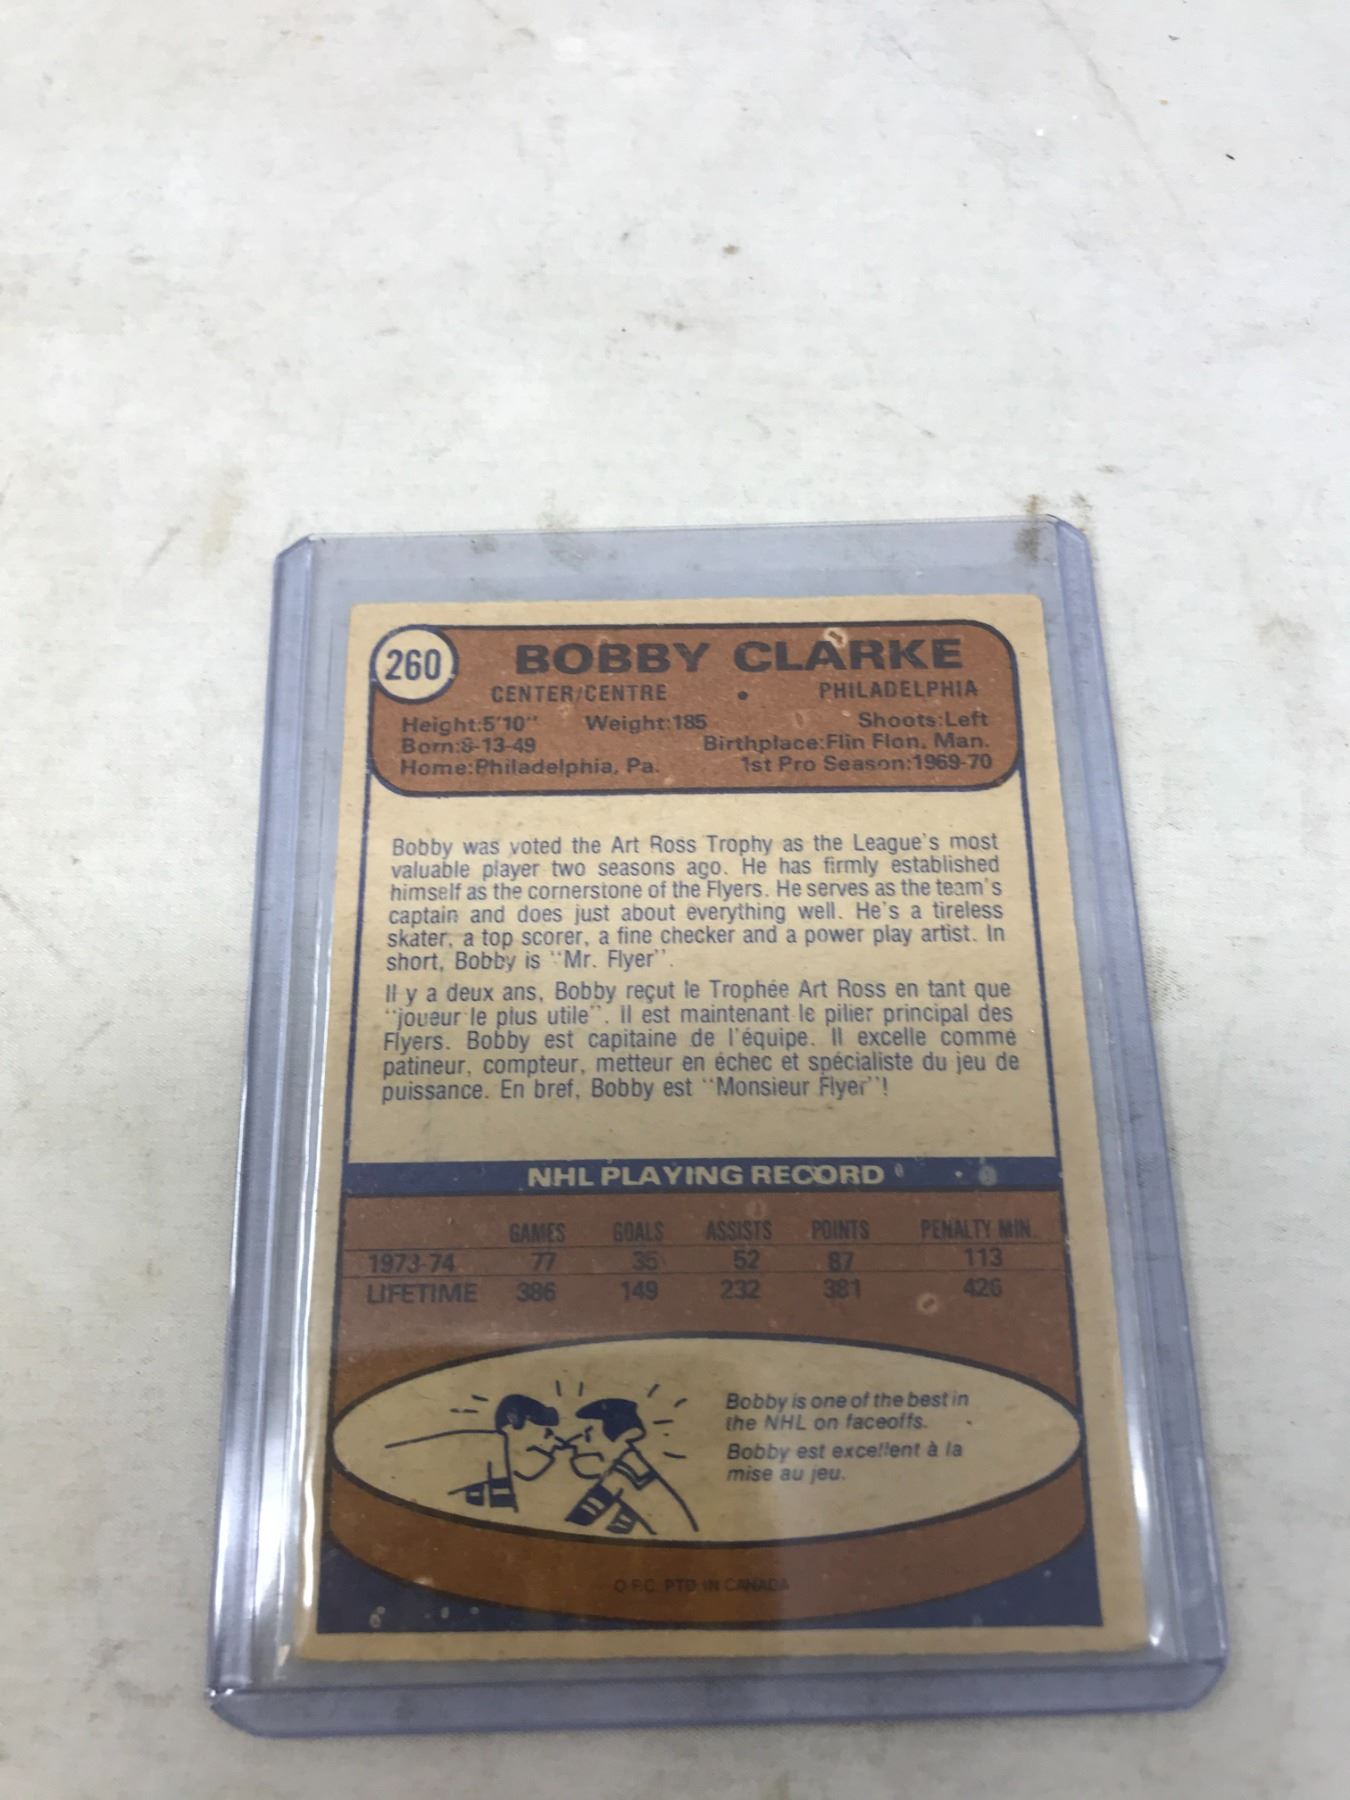 260
BOBBY CLARKE
CENTER/CENTRE • PHILADELPHIA
Height:5'10" Weight:185 Shoots:Left
Born:8-13-49 Birthplace:Flin Flon, Man.
Home:Philadelphia, Pa. 1st Pro Season:1969-70
Bobby was voted the Art Ross Trophy as the League's most
valuable player two seasons ago. He has firmly established
himself as the cornerstone of the Flyers. He serves as the team's
captain and does just about everything well. He's a tireless
skater, a top scorer, a fine checker and a power play artist. In
short, Bobby is "Mr. Flyer".
Il y a deux ans, Bobby reçut le Trophée Art Ross en tant que
"joueur le plus utile". Il est maintenant le pilier principal des
Flyers. Bobby est capitaine de l'équipe. Il excelle comme
patineur, compteur, metteur en échec et spécialiste du jeu de
puissance. En bref, Bobby est "Monsieur Flyer"!
NHL PLAYING RECORD
GAMES GOALS ASSISTS POINTS PENALTY MIN.
1973-74 77 35 52 87 113
LIFETIME 386 149 232 381 426
Bobby is one of the best in
the NHL on faceoffs.
Bobby est excellent à la
mise au jeu.
O.P.C. PTD IN CANADA